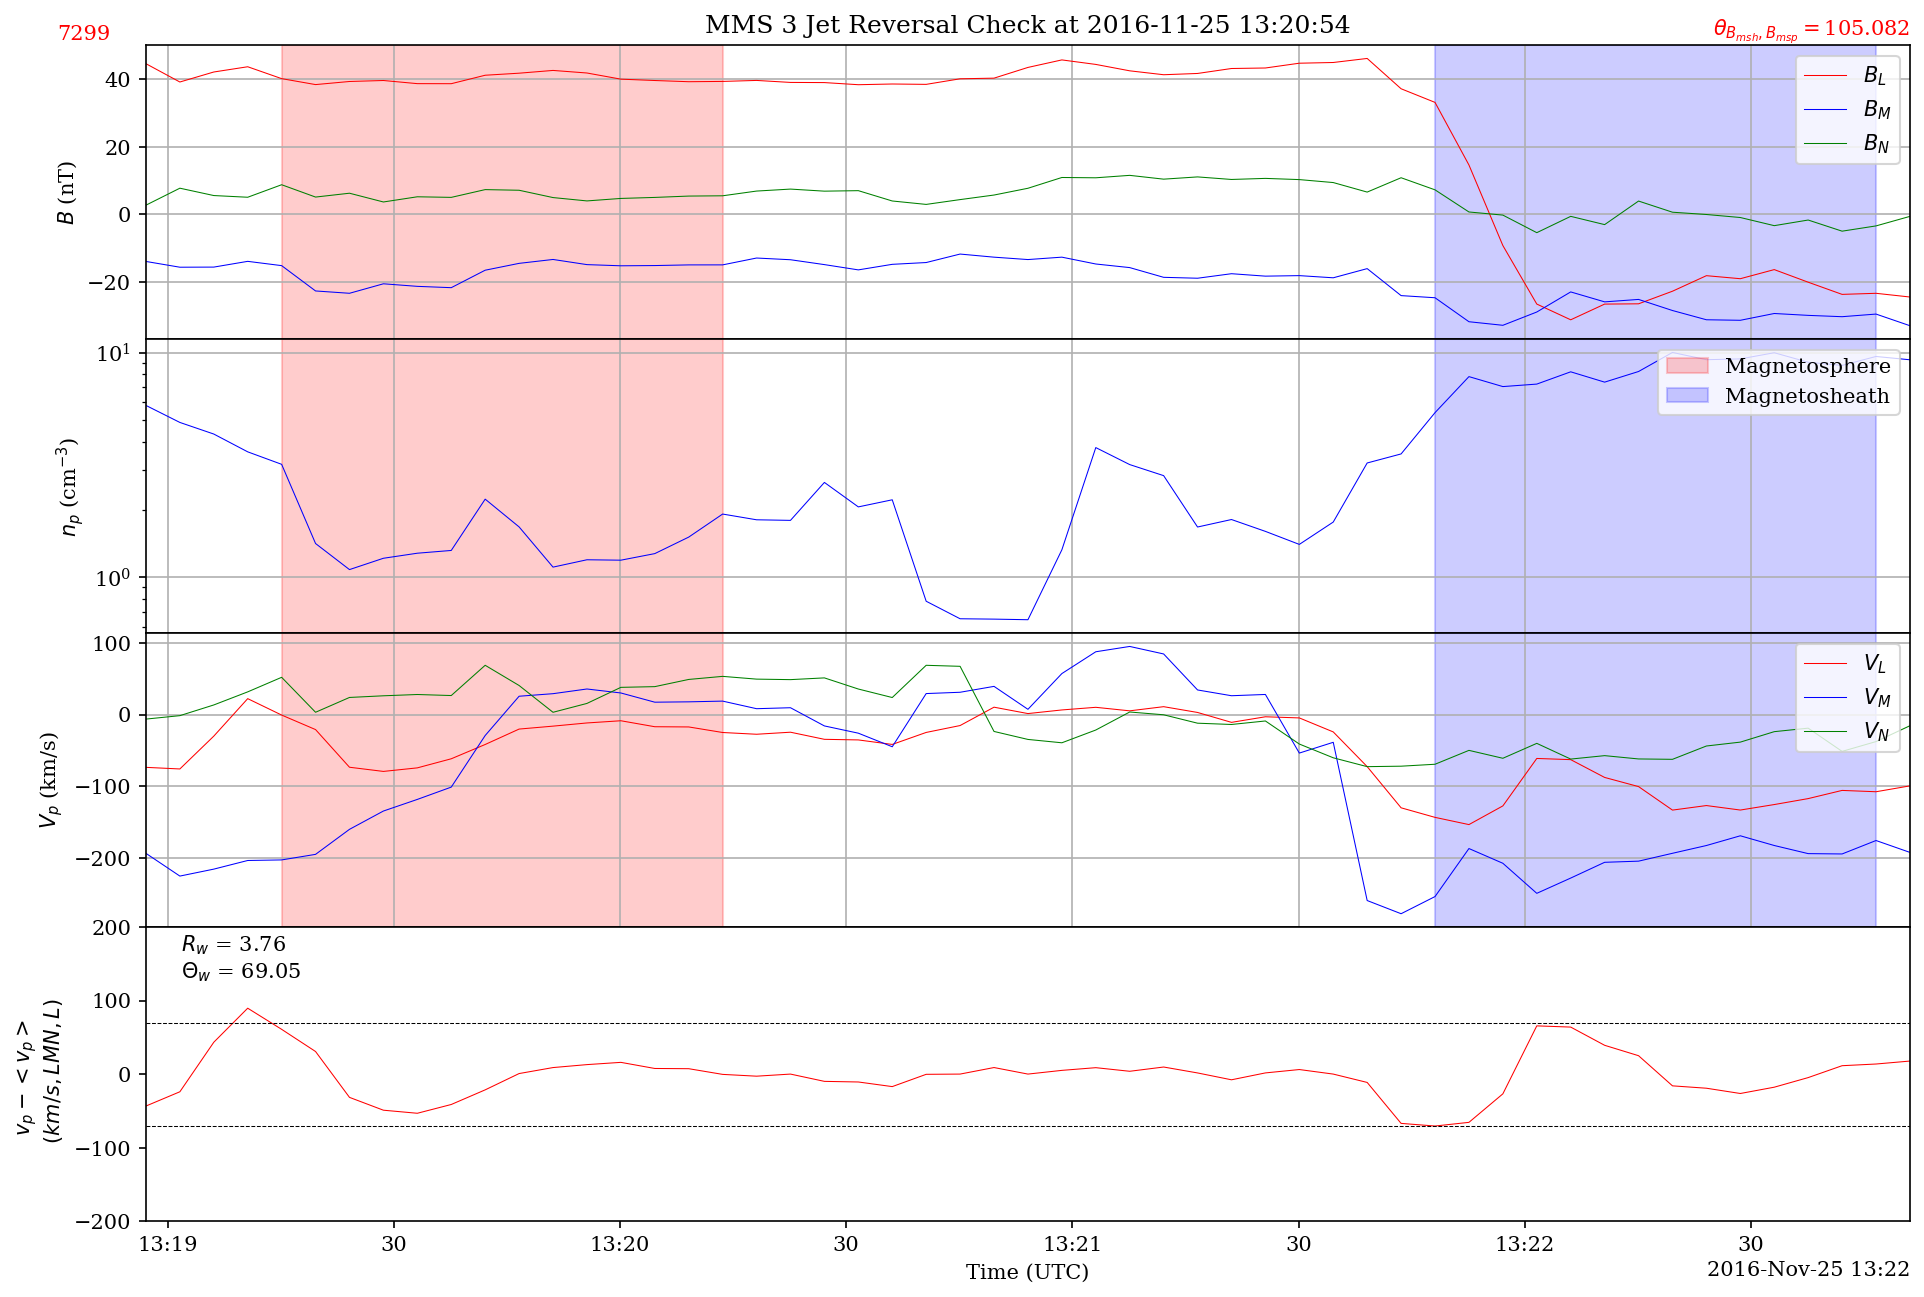 7299
MMS 3 Jet Reversal Check at 2016-11-25 13:20:54
θ_{B_{msh}, B_{msp}} = 105.082
B (nT)
40
20
0
−20
B_L
B_M
B_N
n_p (cm^{−3})
10^1
10^0
Magnetosphere
Magnetosheath
V_p (km/s)
100
0
−100
−200
V_L
V_M
V_N
v_p − <v_p>
(km/s, LMN, L)
200
100
0
−100
−200
R_w = 3.76
Θ_w = 69.05
13:19
30
13:20
30
13:21
30
13:22
30
Time (UTC)
2016-Nov-25 13:22